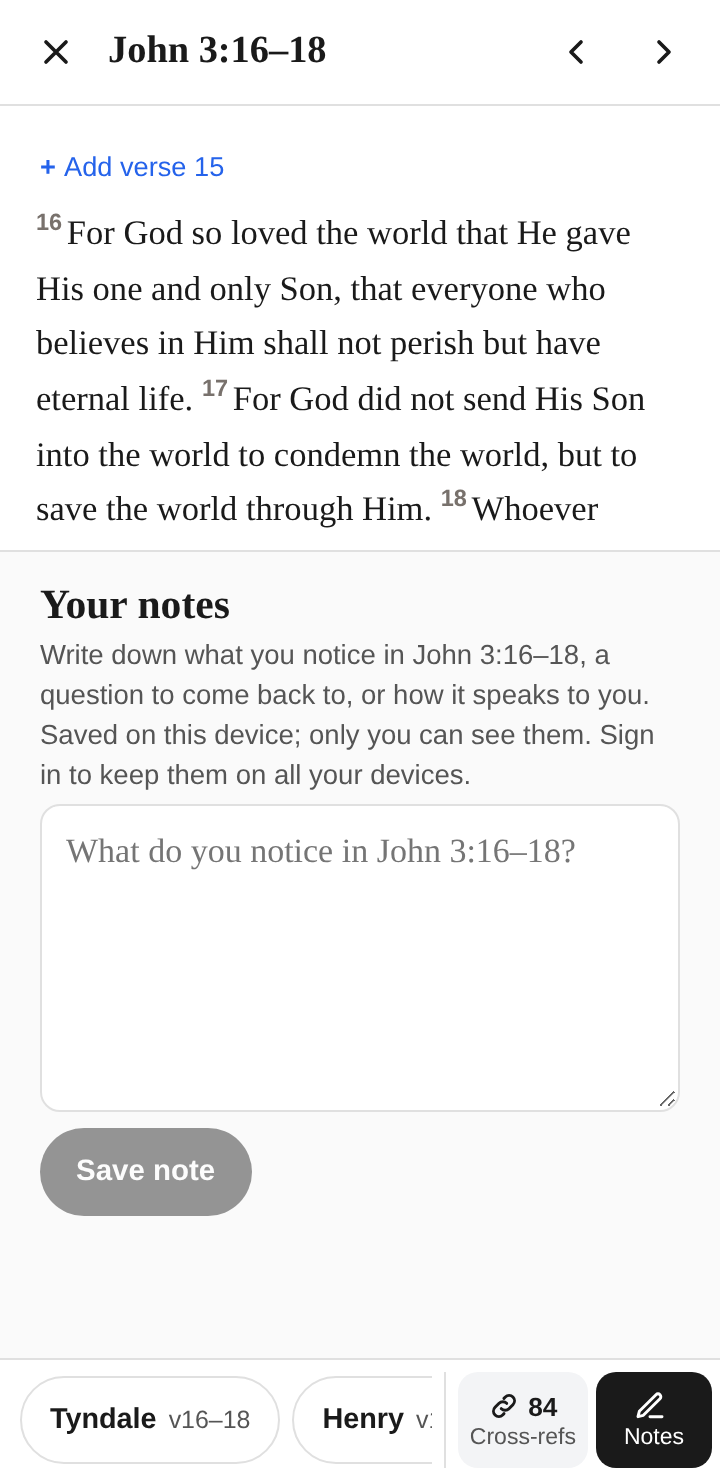 John 3:16–18
+ Add verse 15
16 For God so loved the world that He gave
His one and only Son, that everyone who
believes in Him shall not perish but have
eternal life. 17 For God did not send His Son
into the world to condemn the world, but to
save the world through Him. 18 Whoever
Your notes
Write down what you notice in John 3:16–18, a
question to come back to, or how it speaks to you.
Saved on this device; only you can see them. Sign
in to keep them on all your devices.
What do you notice in John 3:16–18?
Save note
Tyndale v16–18
Henry
84
Cross-refs
Notes